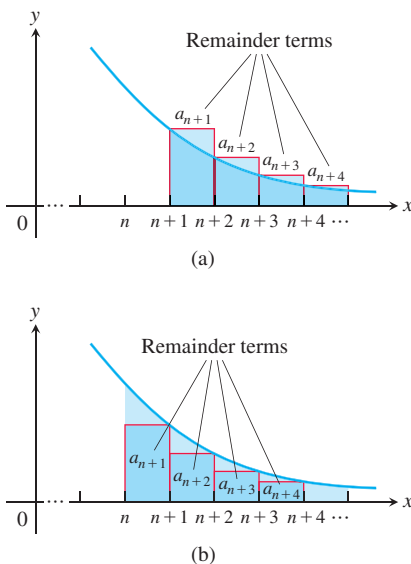 y
Remainder terms
a_{n+1}
a_{n+2}
a_{n+3}
a_{n+4}
x
0 ... n n + 1 n + 2 n + 3 n + 4 ...
(a)
y
Remainder terms
a_{n+1}
a_{n+2}
a_{n+3}
a_{n+4}
x
0 ... n n + 1 n + 2 n + 3 n + 4 ...
(b)